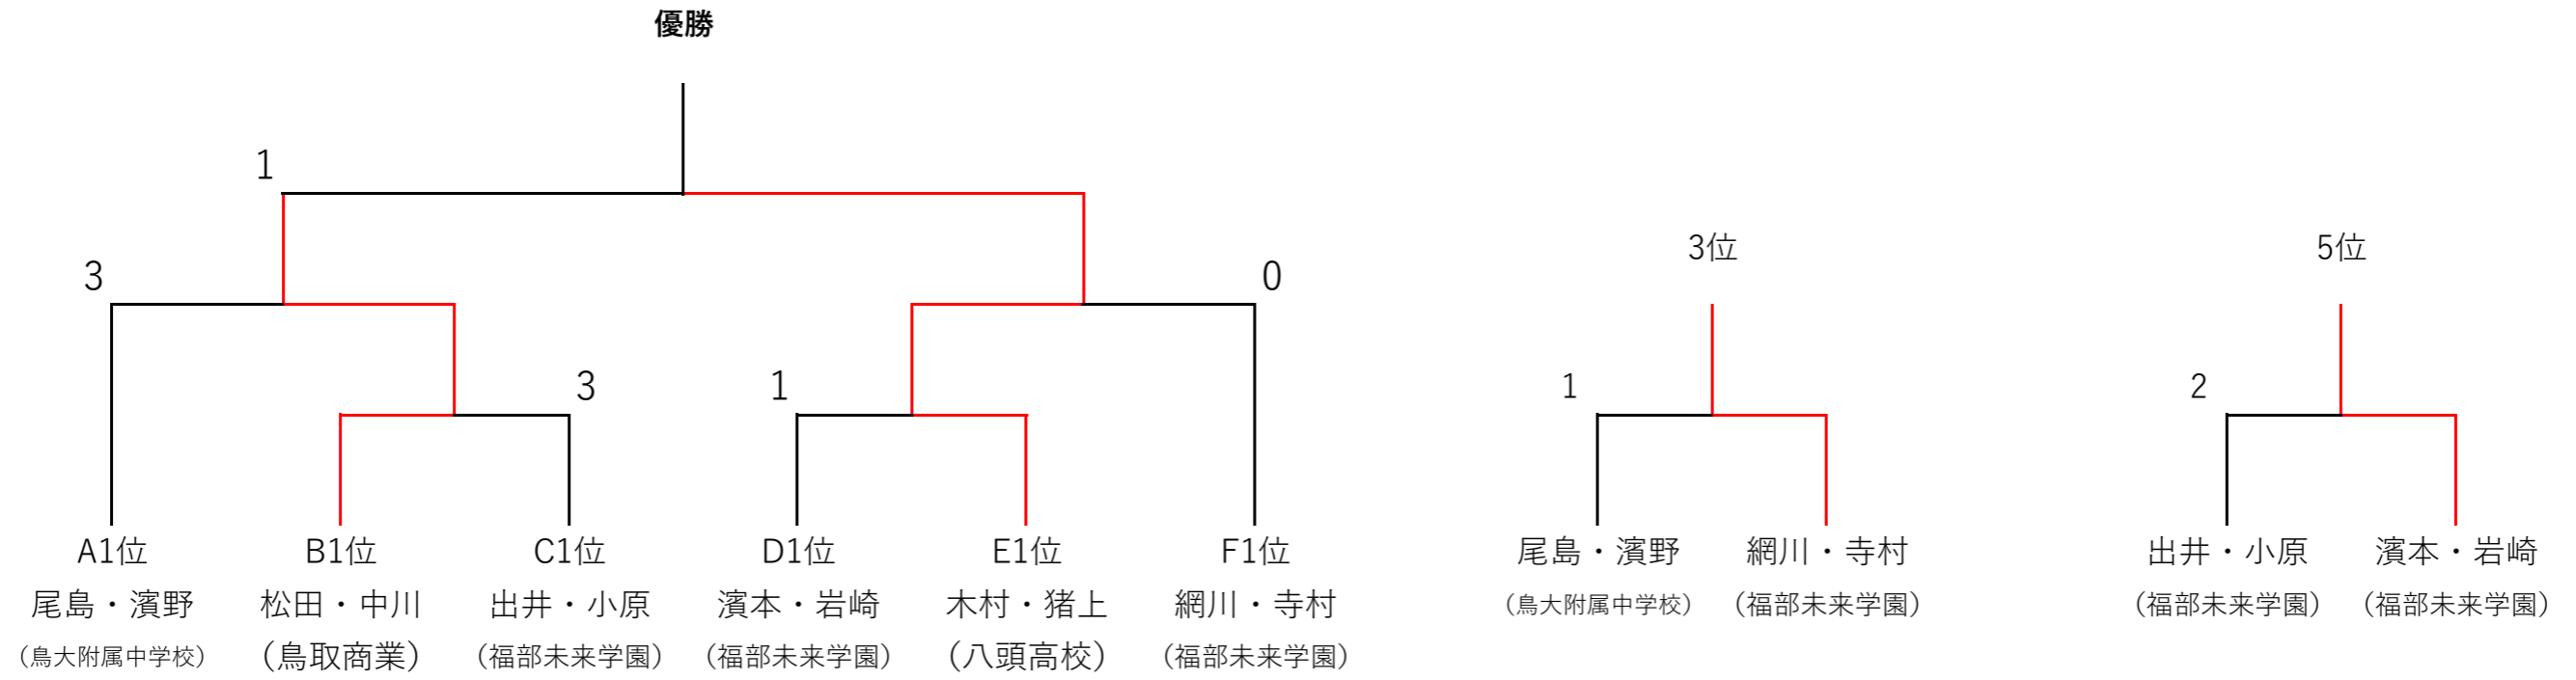 優勝
1
3
0
3位
5位
3
1
1
2
A1位
B1位
C1位
D1位
E1位
F1位
尾島・濱野
網川・寺村
出井・小原
濱本・岩崎
尾島・濱野
松田・中川
出井・小原
濱本・岩崎
木村・猪上
網川・寺村
（鳥大附属中学校）
（福部未来学園）
（福部未来学園）
（福部未来学園）
（鳥大附属中学校）
（鳥取商業）
（福部未来学園）
（福部未来学園）
（八頭高校）
（福部未来学園）